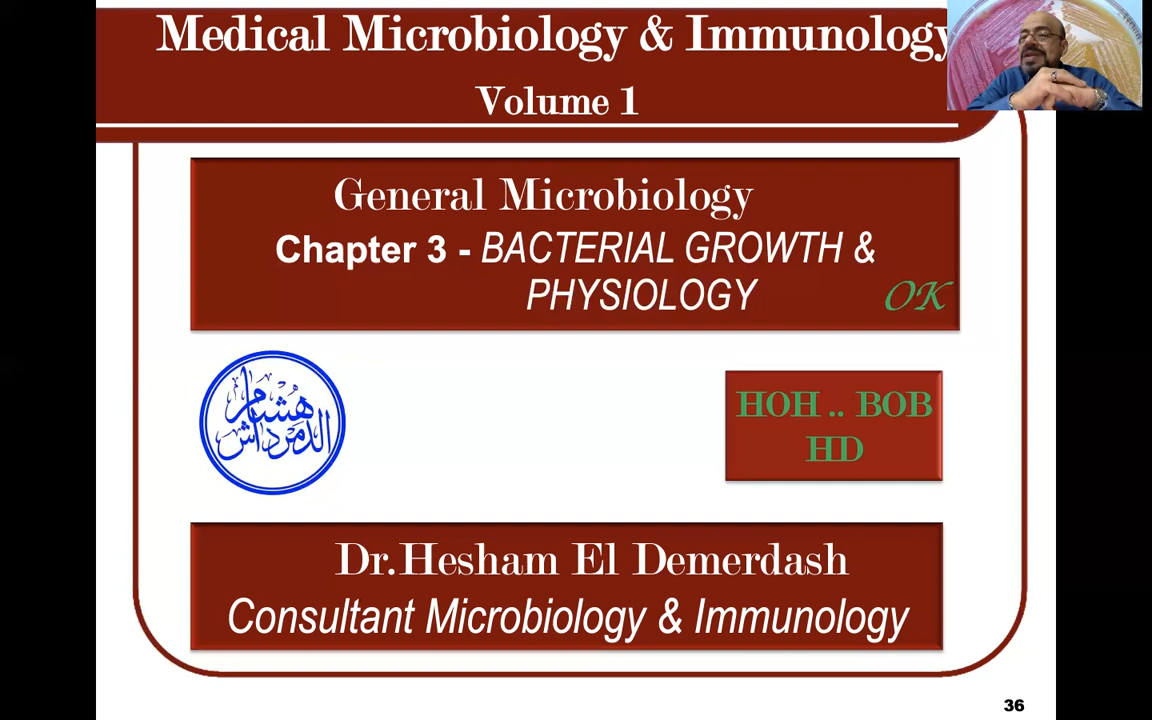 Medical Microbiology & Immunology
Volume 1
General Microbiology
Chapter 3 - BACTERIAL GROWTH &
PHYSIOLOGY
OK
هشام
الدمرداش
HOH .. BOB
HD
Dr.Hesham El Demerdash
Consultant Microbiology & Immunology
36